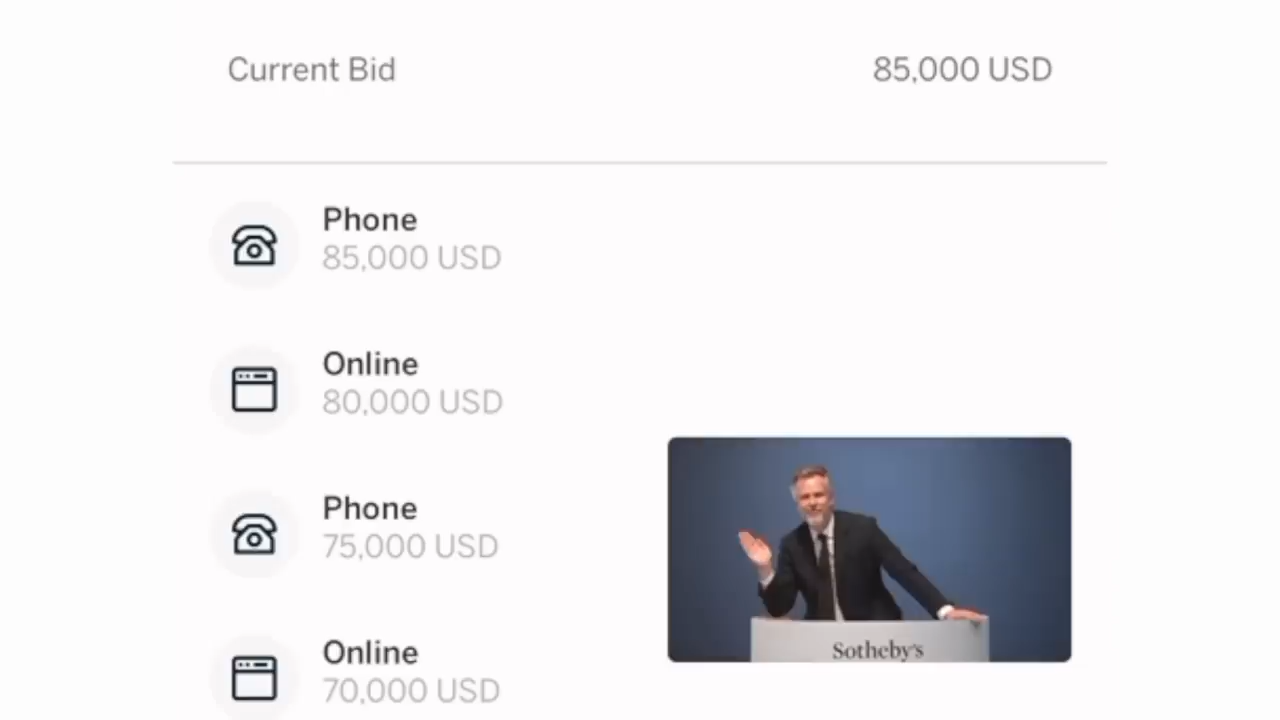 Current Bid 85,000 USD
Phone
85,000 USD
Online
80,000 USD
Phone
75,000 USD
Online
70,000 USD
Sotheby's